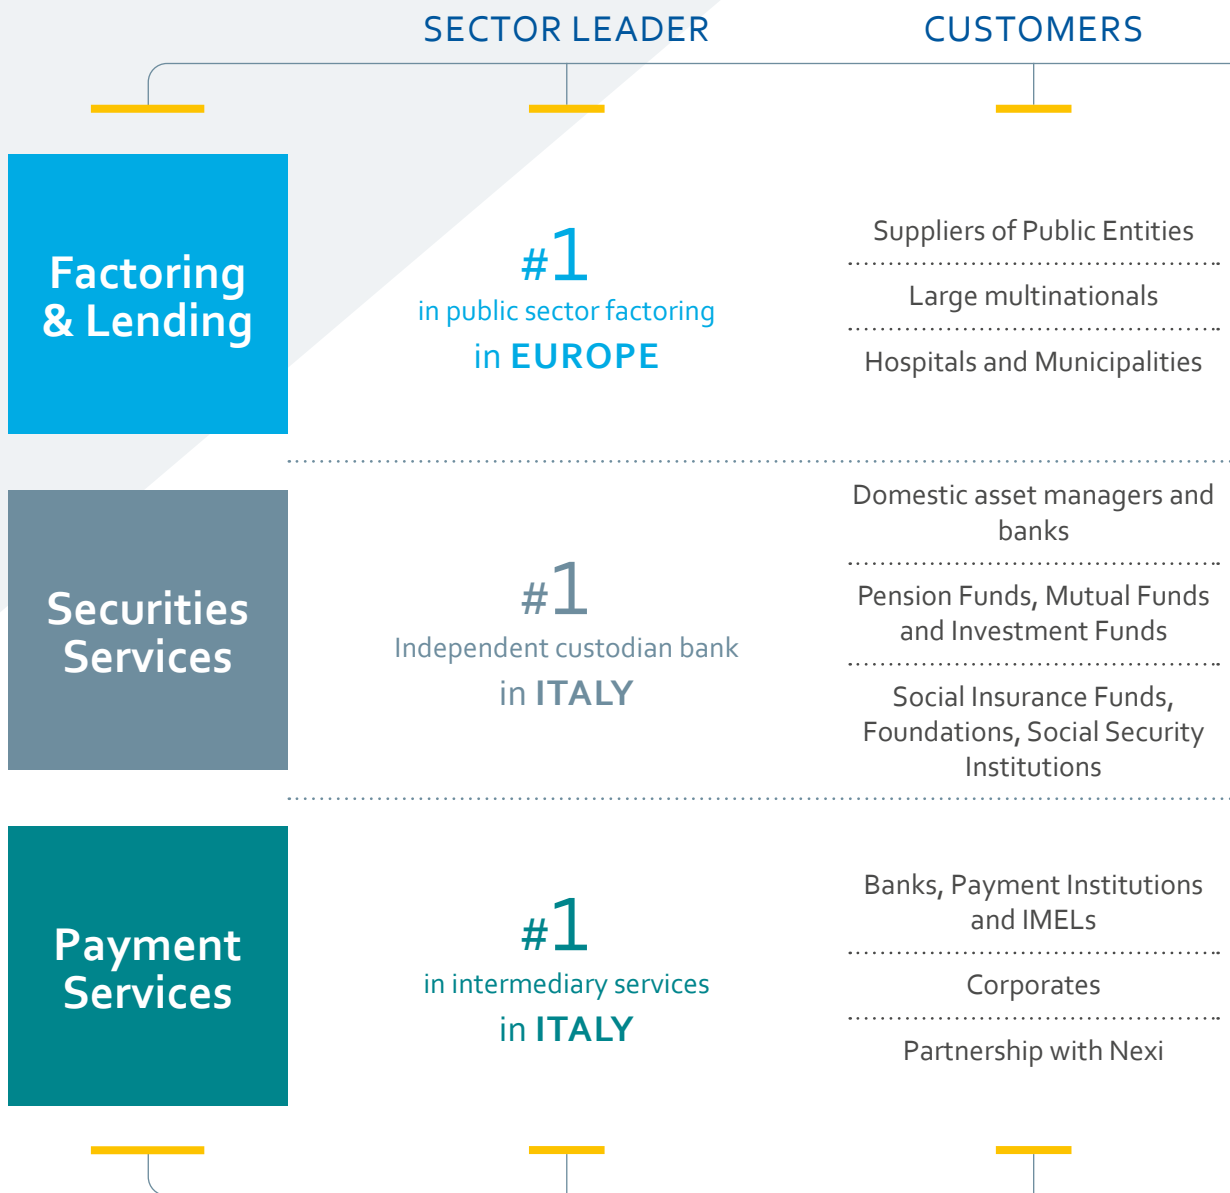 SECTOR LEADER
CUSTOMERS
Factoring
& Lending
#1
in public sector factoring
in EUROPE
Suppliers of Public Entities
Large multinationals
Hospitals and Municipalities
Securities
Services
#1
Independent custodian bank
in ITALY
Domestic asset managers and
banks
Pension Funds, Mutual Funds
and Investment Funds
Social Insurance Funds,
Foundations, Social Security
Institutions
Payment
Services
#1
in intermediary services
in ITALY
Banks, Payment Institutions
and IMELs
Corporates
Partnership with Nexi